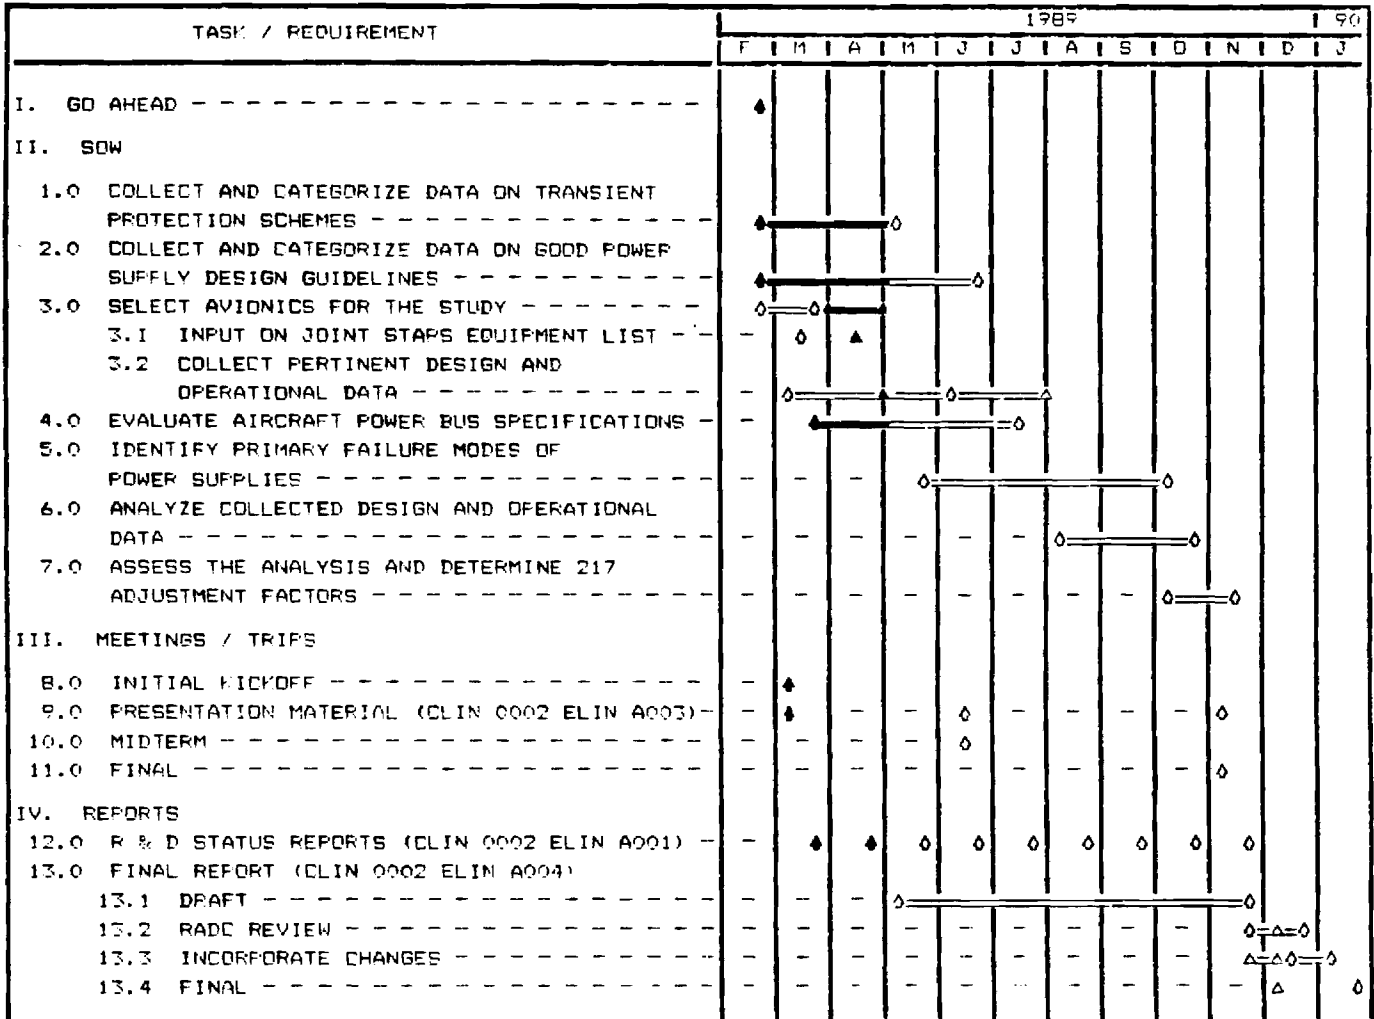 TASK / REQUIREMENT
1989 90
F M A M J J A S O N D J
I. GO AHEAD
II. SOW
1.0 COLLECT AND CATEGORIZE DATA ON TRANSIENT
PROTECTION SCHEMES
2.0 COLLECT AND CATEGORIZE DATA ON GOOD POWER
SUPPLY DESIGN GUIDELINES
3.0 SELECT AVIONICS FOR THE STUDY
3.1 INPUT ON JOINT STARS EQUIPMENT LIST
3.2 COLLECT PERTINENT DESIGN AND
OPERATIONAL DATA
4.0 EVALUATE AIRCRAFT POWER BUS SPECIFICATIONS
5.0 IDENTIFY PRIMARY FAILURE MODES OF
POWER SUPPLIES
6.0 ANALYZE COLLECTED DESIGN AND OPERATIONAL
DATA
7.0 ASSESS THE ANALYSIS AND DETERMINE 217
ADJUSTMENT FACTORS
III. MEETINGS / TRIPS
8.0 INITIAL KICKOFF
9.0 PRESENTATION MATERIAL (CLIN 0002 ELIN A003)
10.0 MIDTERM
11.0 FINAL
IV. REPORTS
12.0 R & D STATUS REPORTS (CLIN 0002 ELIN A001)
13.0 FINAL REPORT (CLIN 0002 ELIN A004)
13.1 DRAFT
13.2 RADC REVIEW
13.3 INCORPORATE CHANGES
13.4 FINAL